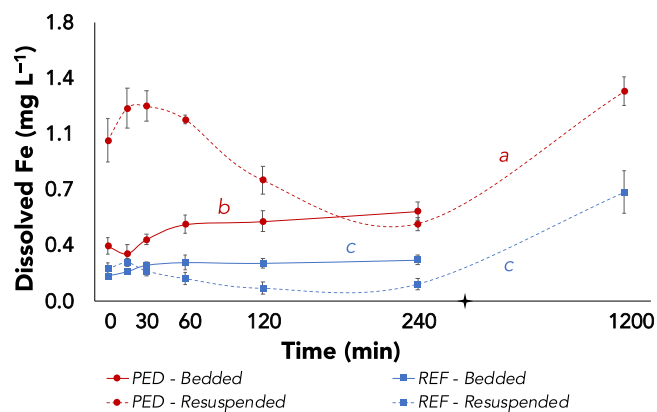 1.8
1.4
1.1
0.7
0.4
0.0
Dissolved Fe (mg L⁻¹)
a
b
c
c
0 30 60 120 240 1200
Time (min)
PED - Bedded REF - Bedded
PED - Resuspended REF - Resuspended